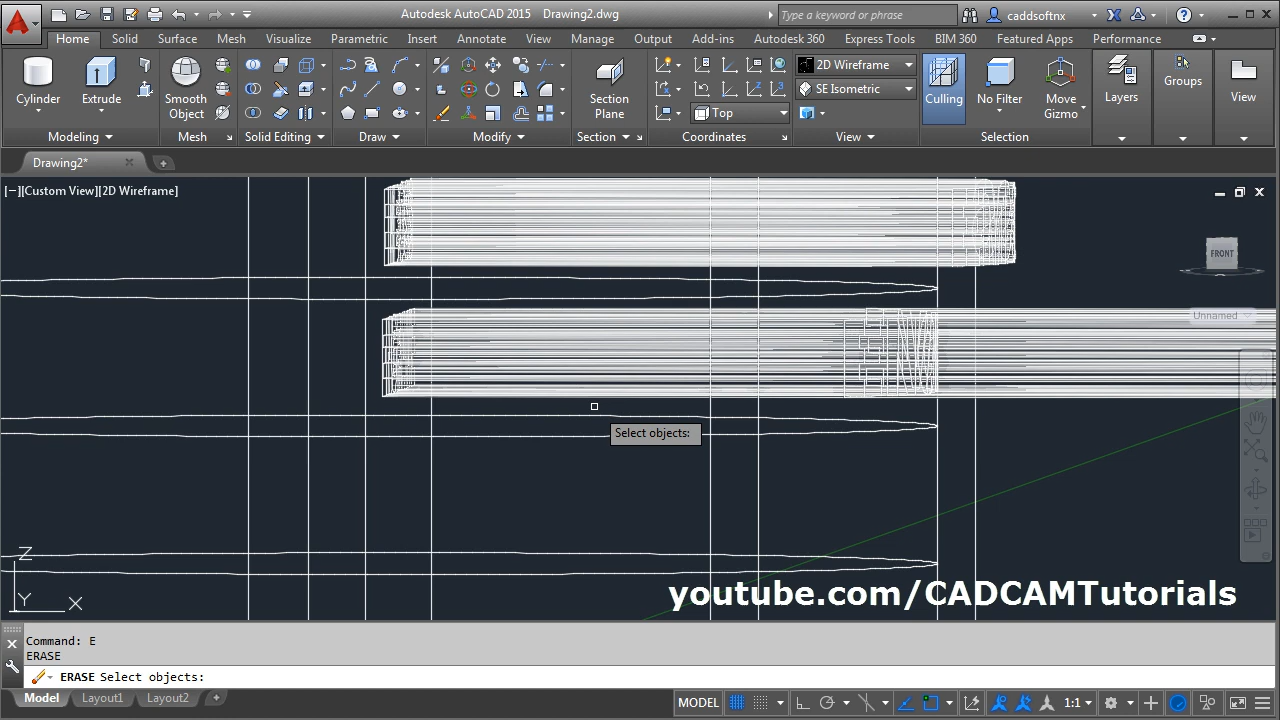 Autodesk AutoCAD 2015 Drawing2.dwg
Type a keyword or phrase
caddsoftnx
Home Solid Surface Mesh Visualize Parametric Insert Annotate View Manage Output Add-ins Autodesk 360 Express Tools BIM 360 Featured Apps Performance
Cylinder Extrude Smooth Object Section Plane
2D Wireframe
SE Isometric
Top
Culling No Filter Move Gizmo Layers Groups View
Modeling Mesh Solid Editing Draw Modify Section Coordinates View Selection
Drawing2*
[−][Custom View][2D Wireframe]
FRONT
Unnamed
Select objects:
Z
Y X
youtube.com/CADCAMTutorials
Command: E
ERASE
ERASE Select objects:
Model Layout1 Layout2 MODEL 1:1